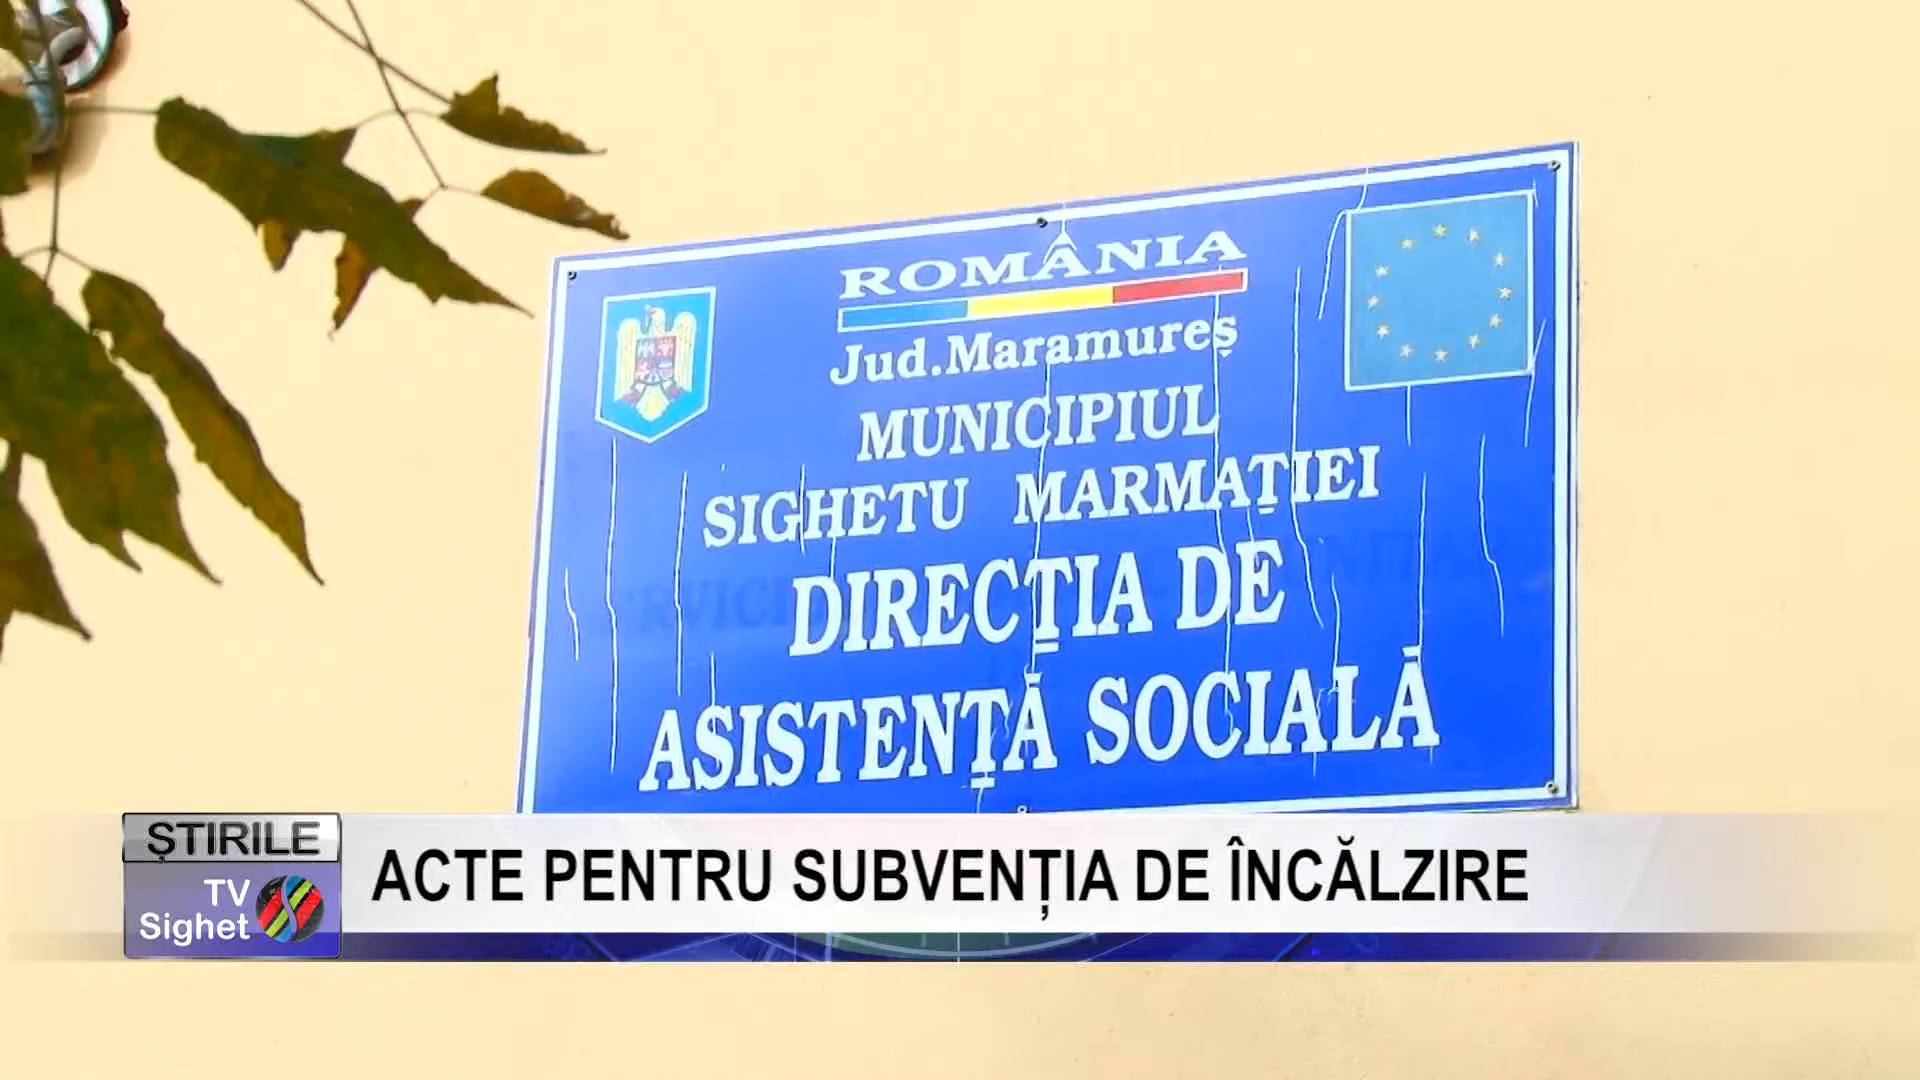 ROMÂNIA
Jud.Maramureș
MUNICIPIUL
SIGHETU MARMAȚIEI
DIRECȚIA DE
ASISTENȚĂ SOCIALĂ
ȘTIRILE
TV
Sighet
ACTE PENTRU SUBVENȚIA DE ÎNCĂLZIRE